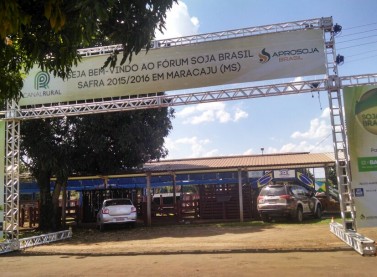 SEJA BEM-VINDO AO FÓRUM SOJA BRASIL
SAFRA 2015/2016 EM MARACAJU (MS)
CANAL RURAL
APROSOJA
BRASIL